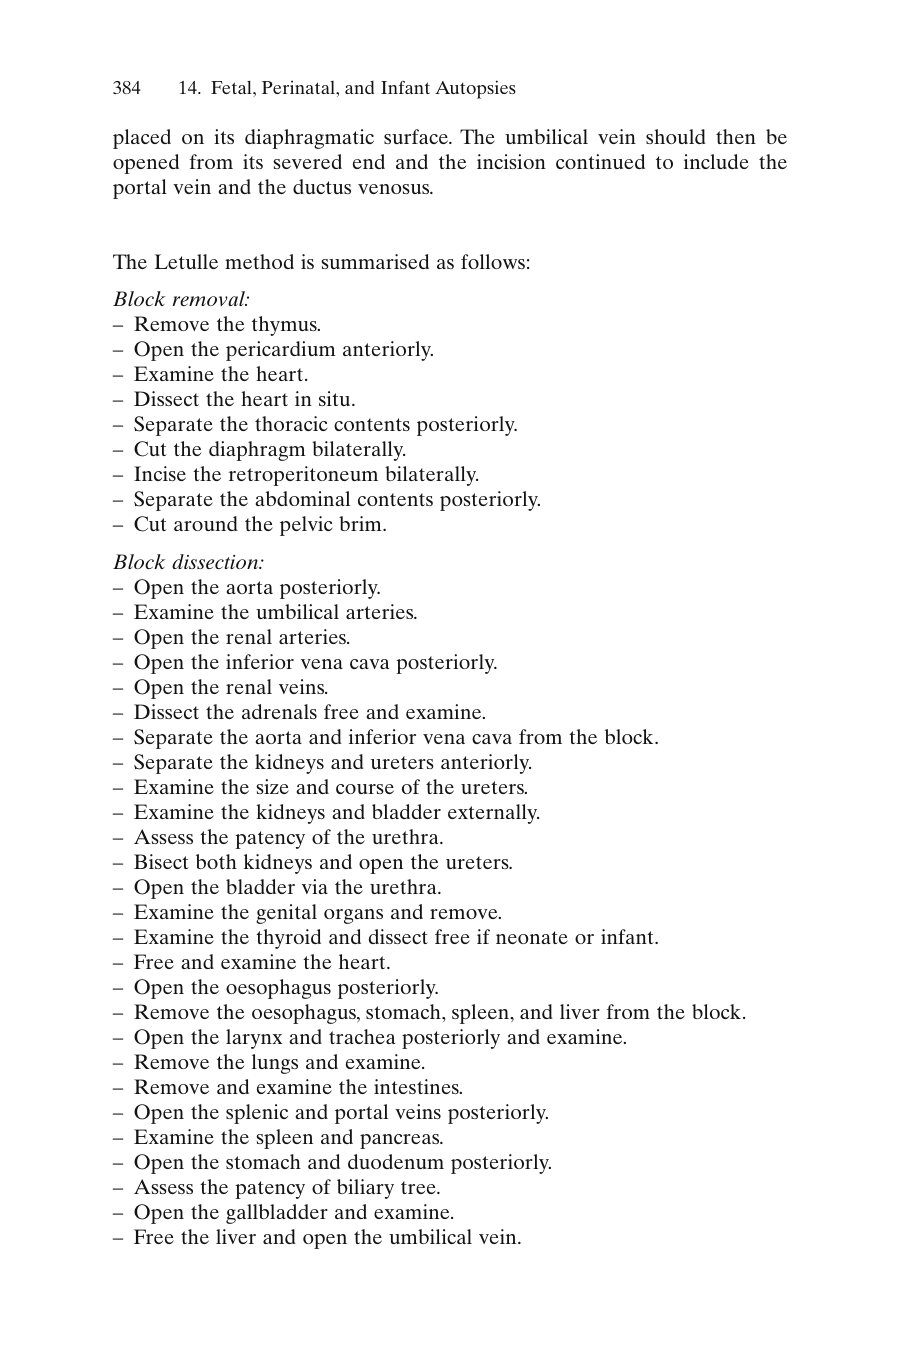 384 14. Fetal, Perinatal, and Infant Autopsies
placed on its diaphragmatic surface. The umbilical vein should then be
opened from its severed end and the incision continued to include the
portal vein and the ductus venosus.
The Letulle method is summarised as follows:
Block removal:
– Remove the thymus.
– Open the pericardium anteriorly.
– Examine the heart.
– Dissect the heart in situ.
– Separate the thoracic contents posteriorly.
– Cut the diaphragm bilaterally.
– Incise the retroperitoneum bilaterally.
– Separate the abdominal contents posteriorly.
– Cut around the pelvic brim.
Block dissection:
– Open the aorta posteriorly.
– Examine the umbilical arteries.
– Open the renal arteries.
– Open the inferior vena cava posteriorly.
– Open the renal veins.
– Dissect the adrenals free and examine.
– Separate the aorta and inferior vena cava from the block.
– Separate the kidneys and ureters anteriorly.
– Examine the size and course of the ureters.
– Examine the kidneys and bladder externally.
– Assess the patency of the urethra.
– Bisect both kidneys and open the ureters.
– Open the bladder via the urethra.
– Examine the genital organs and remove.
– Examine the thyroid and dissect free if neonate or infant.
– Free and examine the heart.
– Open the oesophagus posteriorly.
– Remove the oesophagus, stomach, spleen, and liver from the block.
– Open the larynx and trachea posteriorly and examine.
– Remove the lungs and examine.
– Remove and examine the intestines.
– Open the splenic and portal veins posteriorly.
– Examine the spleen and pancreas.
– Open the stomach and duodenum posteriorly.
– Assess the patency of biliary tree.
– Open the gallbladder and examine.
– Free the liver and open the umbilical vein.